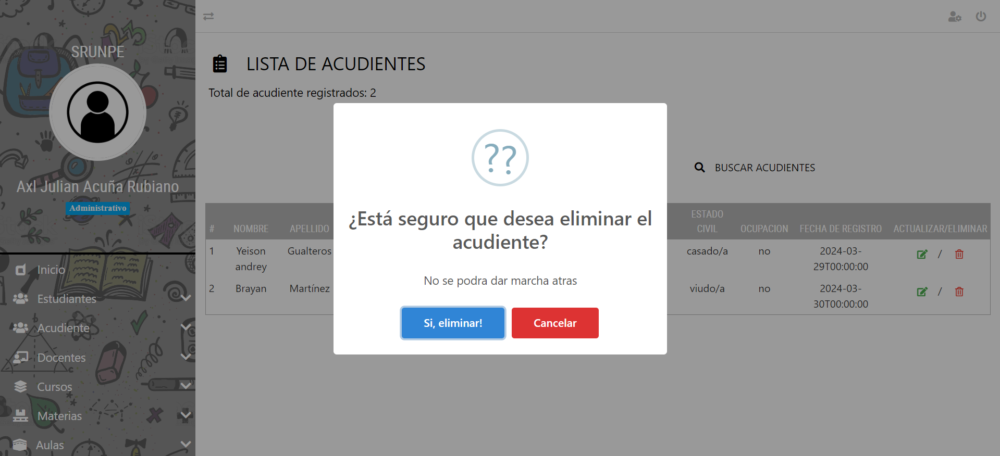 SRUNPE
Axl Julian Acuña Rubiano
Administrativo
Inicio
Estudiantes
Acudiente
Docentes
Cursos
Materias
Aulas
LISTA DE ACUDIENTES
Total de acudiente registrados: 2
BUSCAR ACUDIENTES
# NOMBRE APELLIDO ESTADO CIVIL OCUPACION FECHA DE REGISTRO ACTUALIZAR/ELIMINAR
1 Yeison andrey Gualteros casado/a no 2024-03-29T00:00:00 /
2 Brayan Martínez viudo/a no 2024-03-30T00:00:00 /
??
¿Está seguro que desea eliminar el
acudiente?
No se podra dar marcha atras
Si, eliminar!
Cancelar